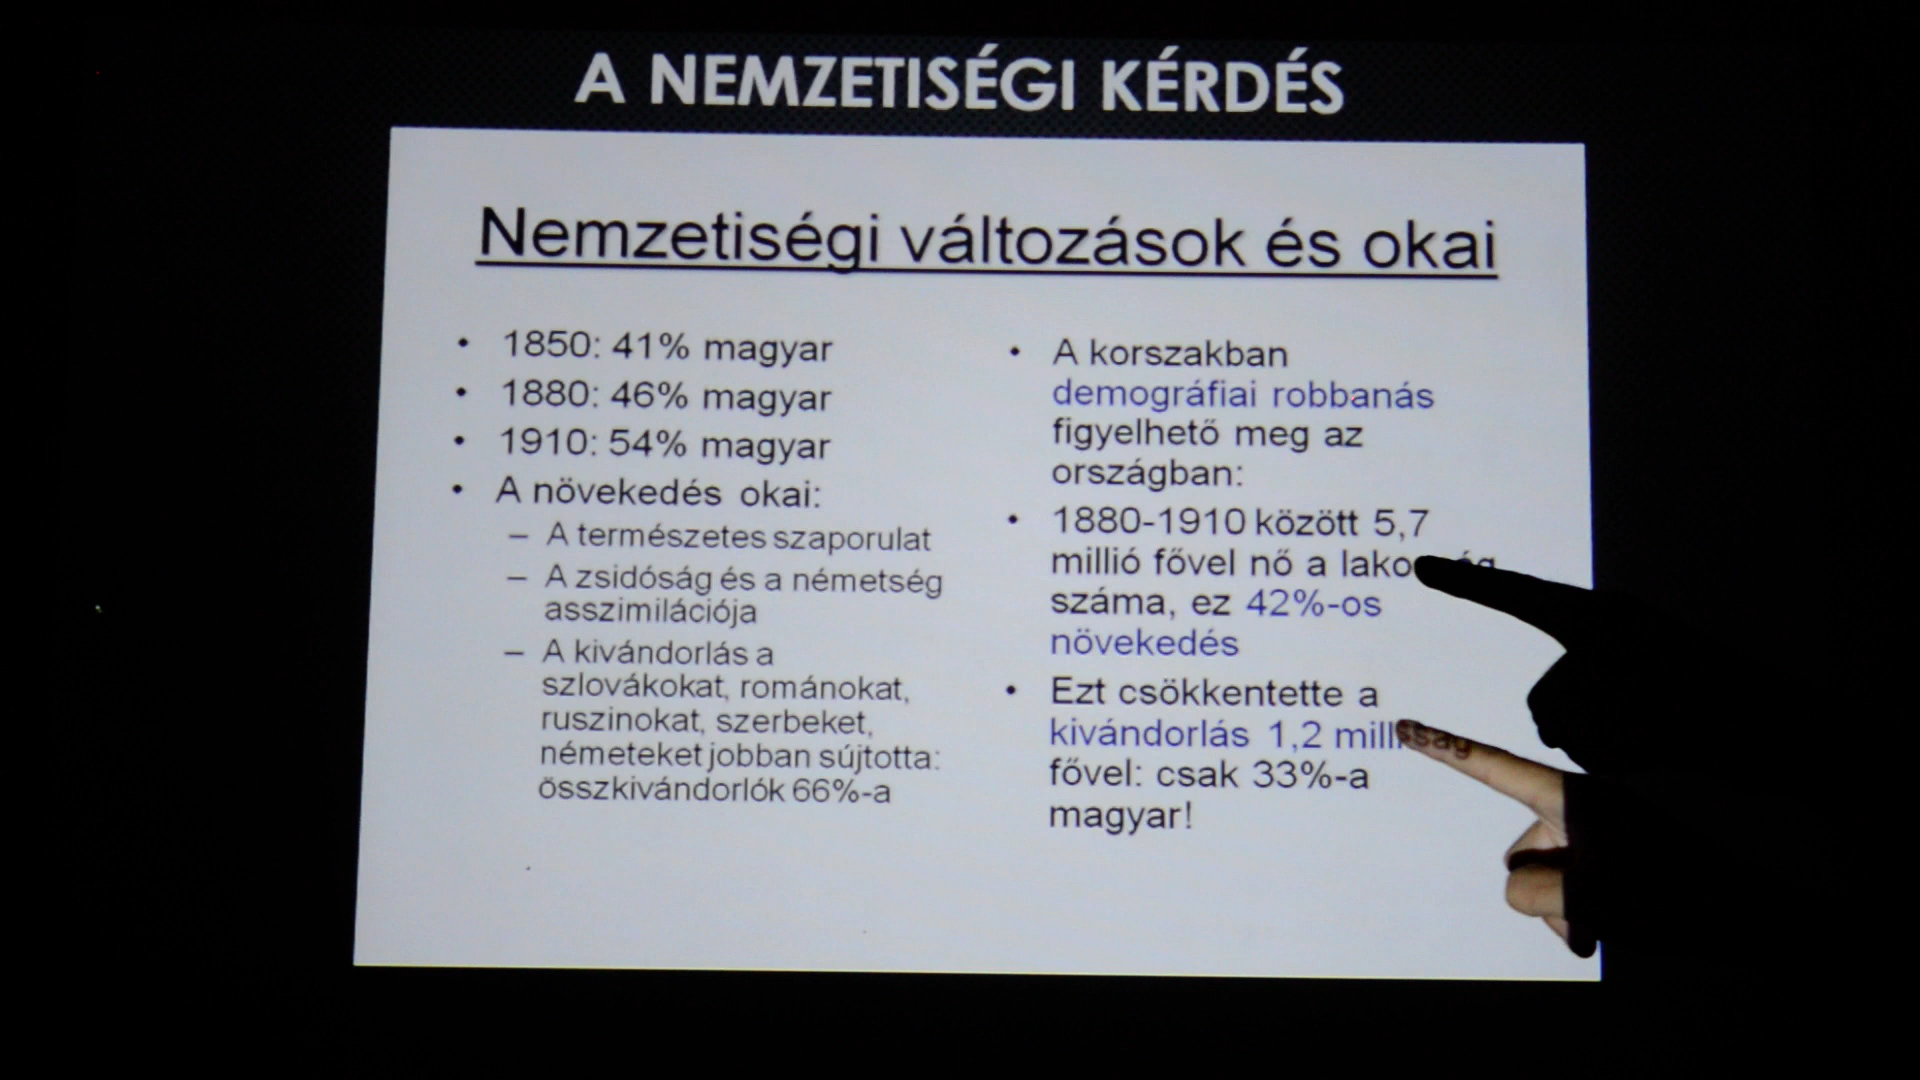 A NEMZETISÉGI KÉRDÉS
Nemzetiségi változások és okai
• 1850: 41% magyar
• 1880: 46% magyar
• 1910: 54% magyar
• A növekedés okai:
– A természetes szaporulat
– A zsidóság és a németség
asszimilációja
– A kivándorlás a
szlovákokat, románokat,
ruszinokat, szerbeket,
németeket jobban sújtotta:
összkivándorlók 66%-a
• A korszakban
demográfiai robbanás
figyelhető meg az
országban:
• 1880-1910 között 5,7
millió fővel nő a
száma, ez 42%-os
növekedés
• Ezt csökkentette a
kivándorlás 1,2
fővel: csak 33%-a
magyar!